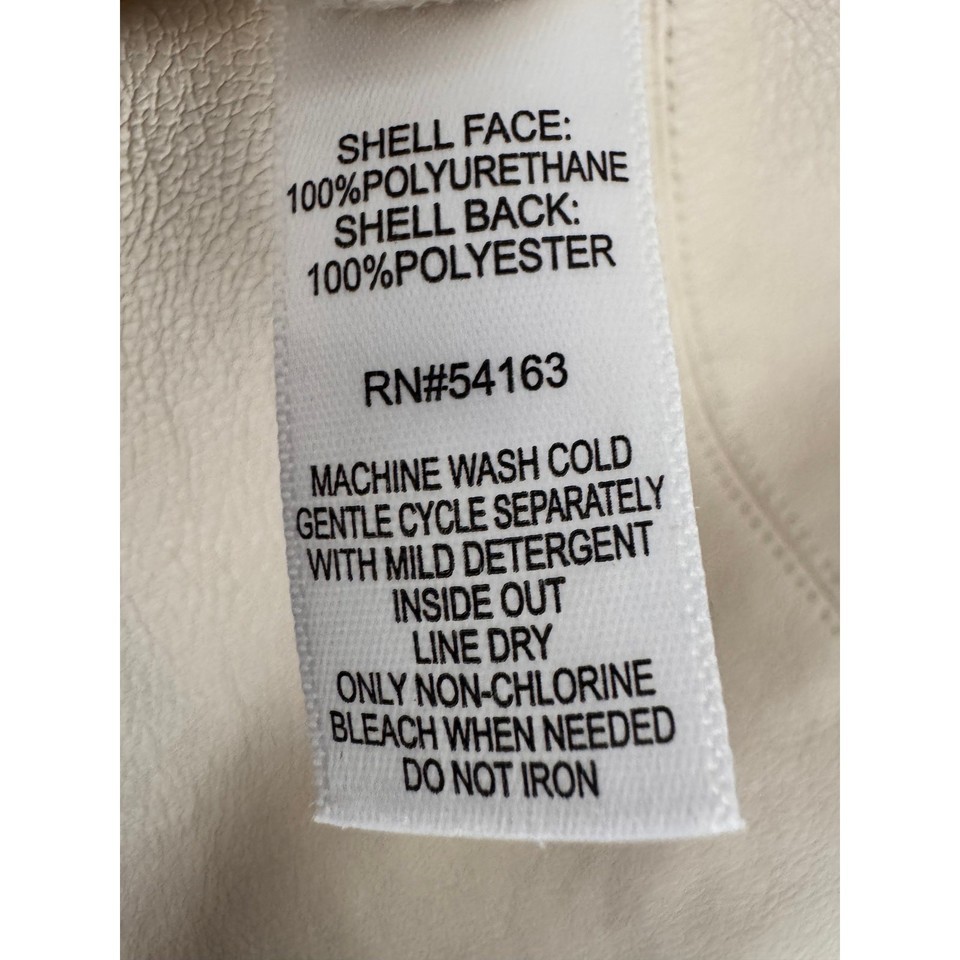 SHELL FACE:
100%POLYURETHANE
SHELL BACK:
100%POLYESTER
RN#54163
MACHINE WASH COLD
GENTLE CYCLE SEPARATELY
WITH MILD DETERGENT
INSIDE OUT
LINE DRY
ONLY NON-CHLORINE
BLEACH WHEN NEEDED
DO NOT IRON